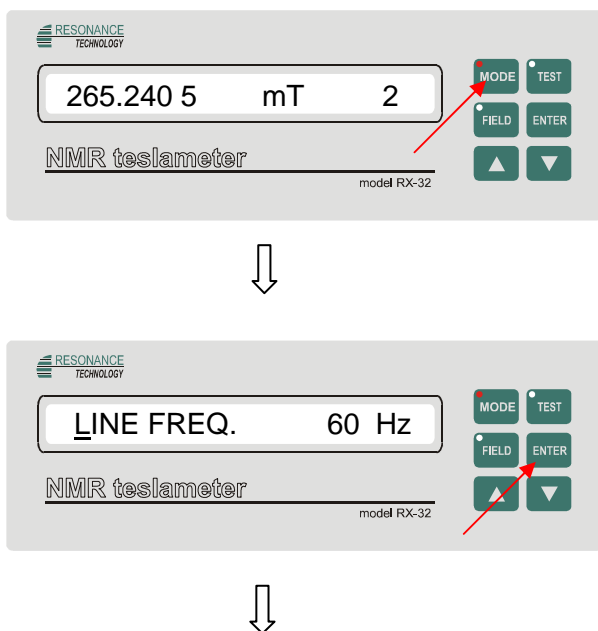 RESONANCE
TECHNOLOGY
265.240 5 mT 2
MODE TEST
FIELD ENTER
NMR teslameter
model RX-32
RESONANCE
TECHNOLOGY
LINE FREQ. 60 Hz
MODE TEST
FIELD ENTER
NMR teslameter
model RX-32